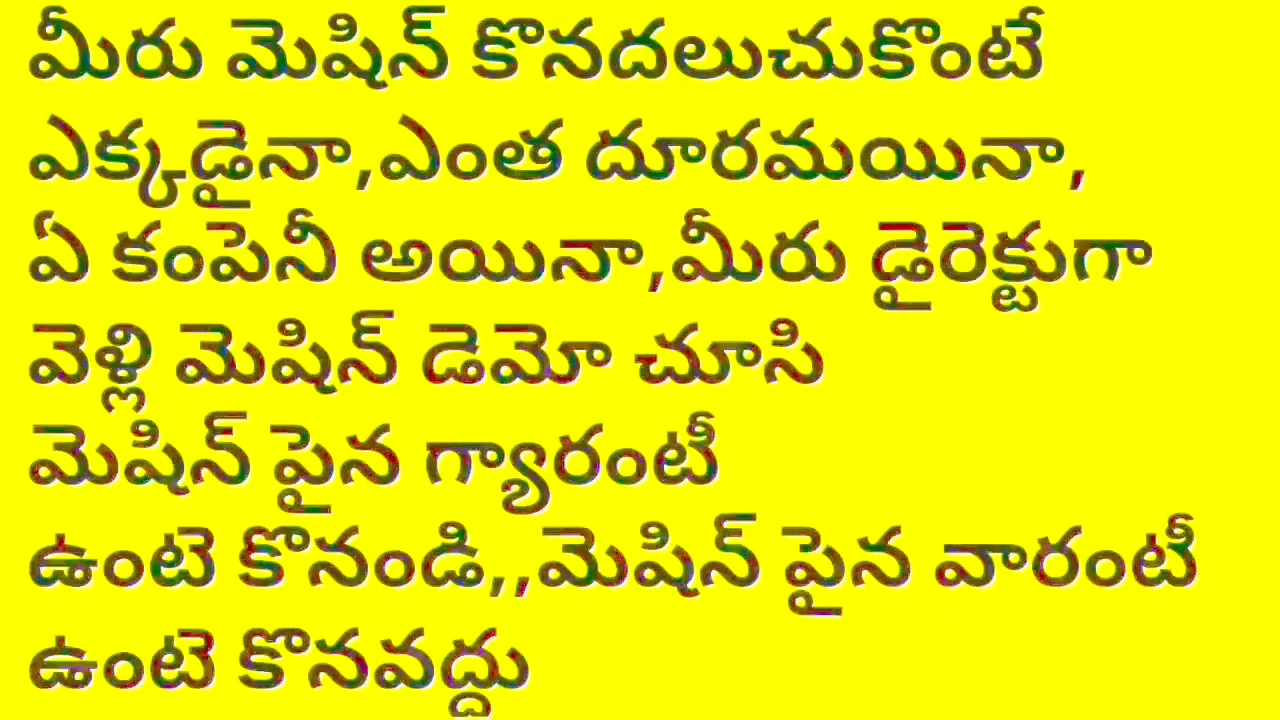 మీరు మెషిన్ కొనదలుచుకొంటే
ఎక్కడైనా,ఎంత దూరమయినా,
ఏ కంపెనీ అయినా,మీరు డైరెక్టుగా
వెళ్లి మెషిన్ డెమో చూసి
మెషిన్ పైన గ్యారంటీ
ఉంటె కొనండి,,మెషిన్ పైన వారంటీ
ఉంటె కొనవద్దు